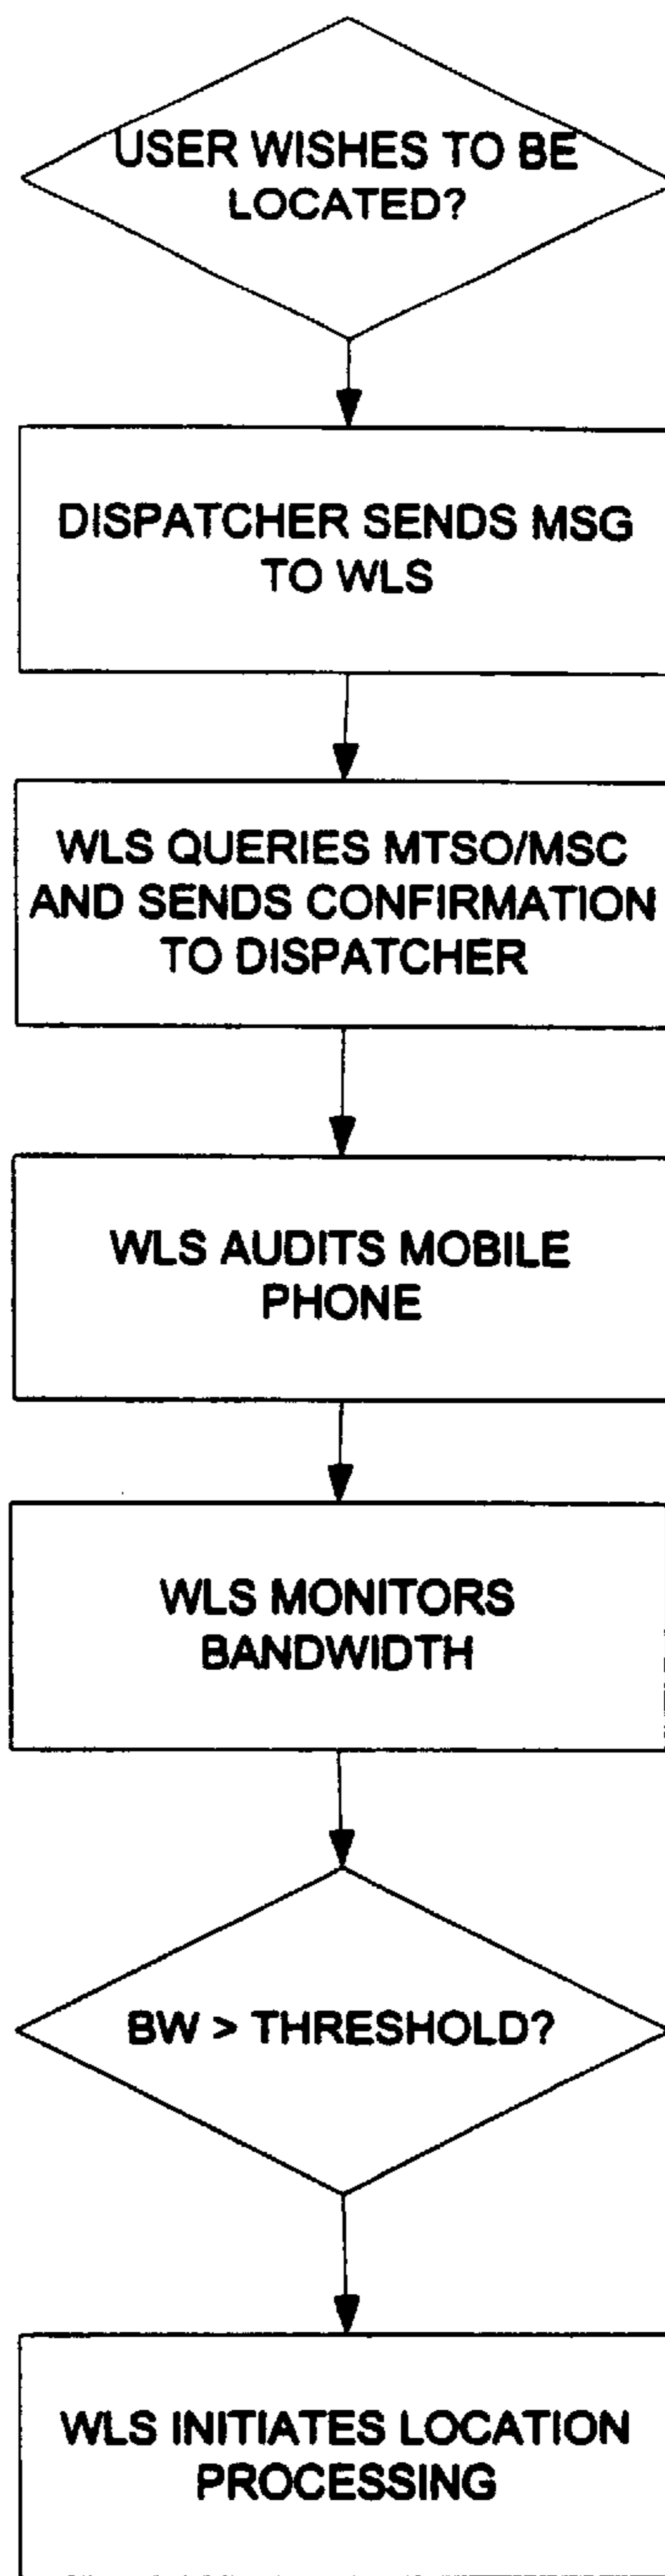 USER WISHES TO BE
LOCATED?
DISPATCHER SENDS MSG
TO WLS
WLS QUERIES MTSO/MSC
AND SENDS CONFIRMATION
TO DISPATCHER
WLS AUDITS MOBILE
PHONE
WLS MONITORS
BANDWIDTH
BW > THRESHOLD?
WLS INITIATES LOCATION
PROCESSING